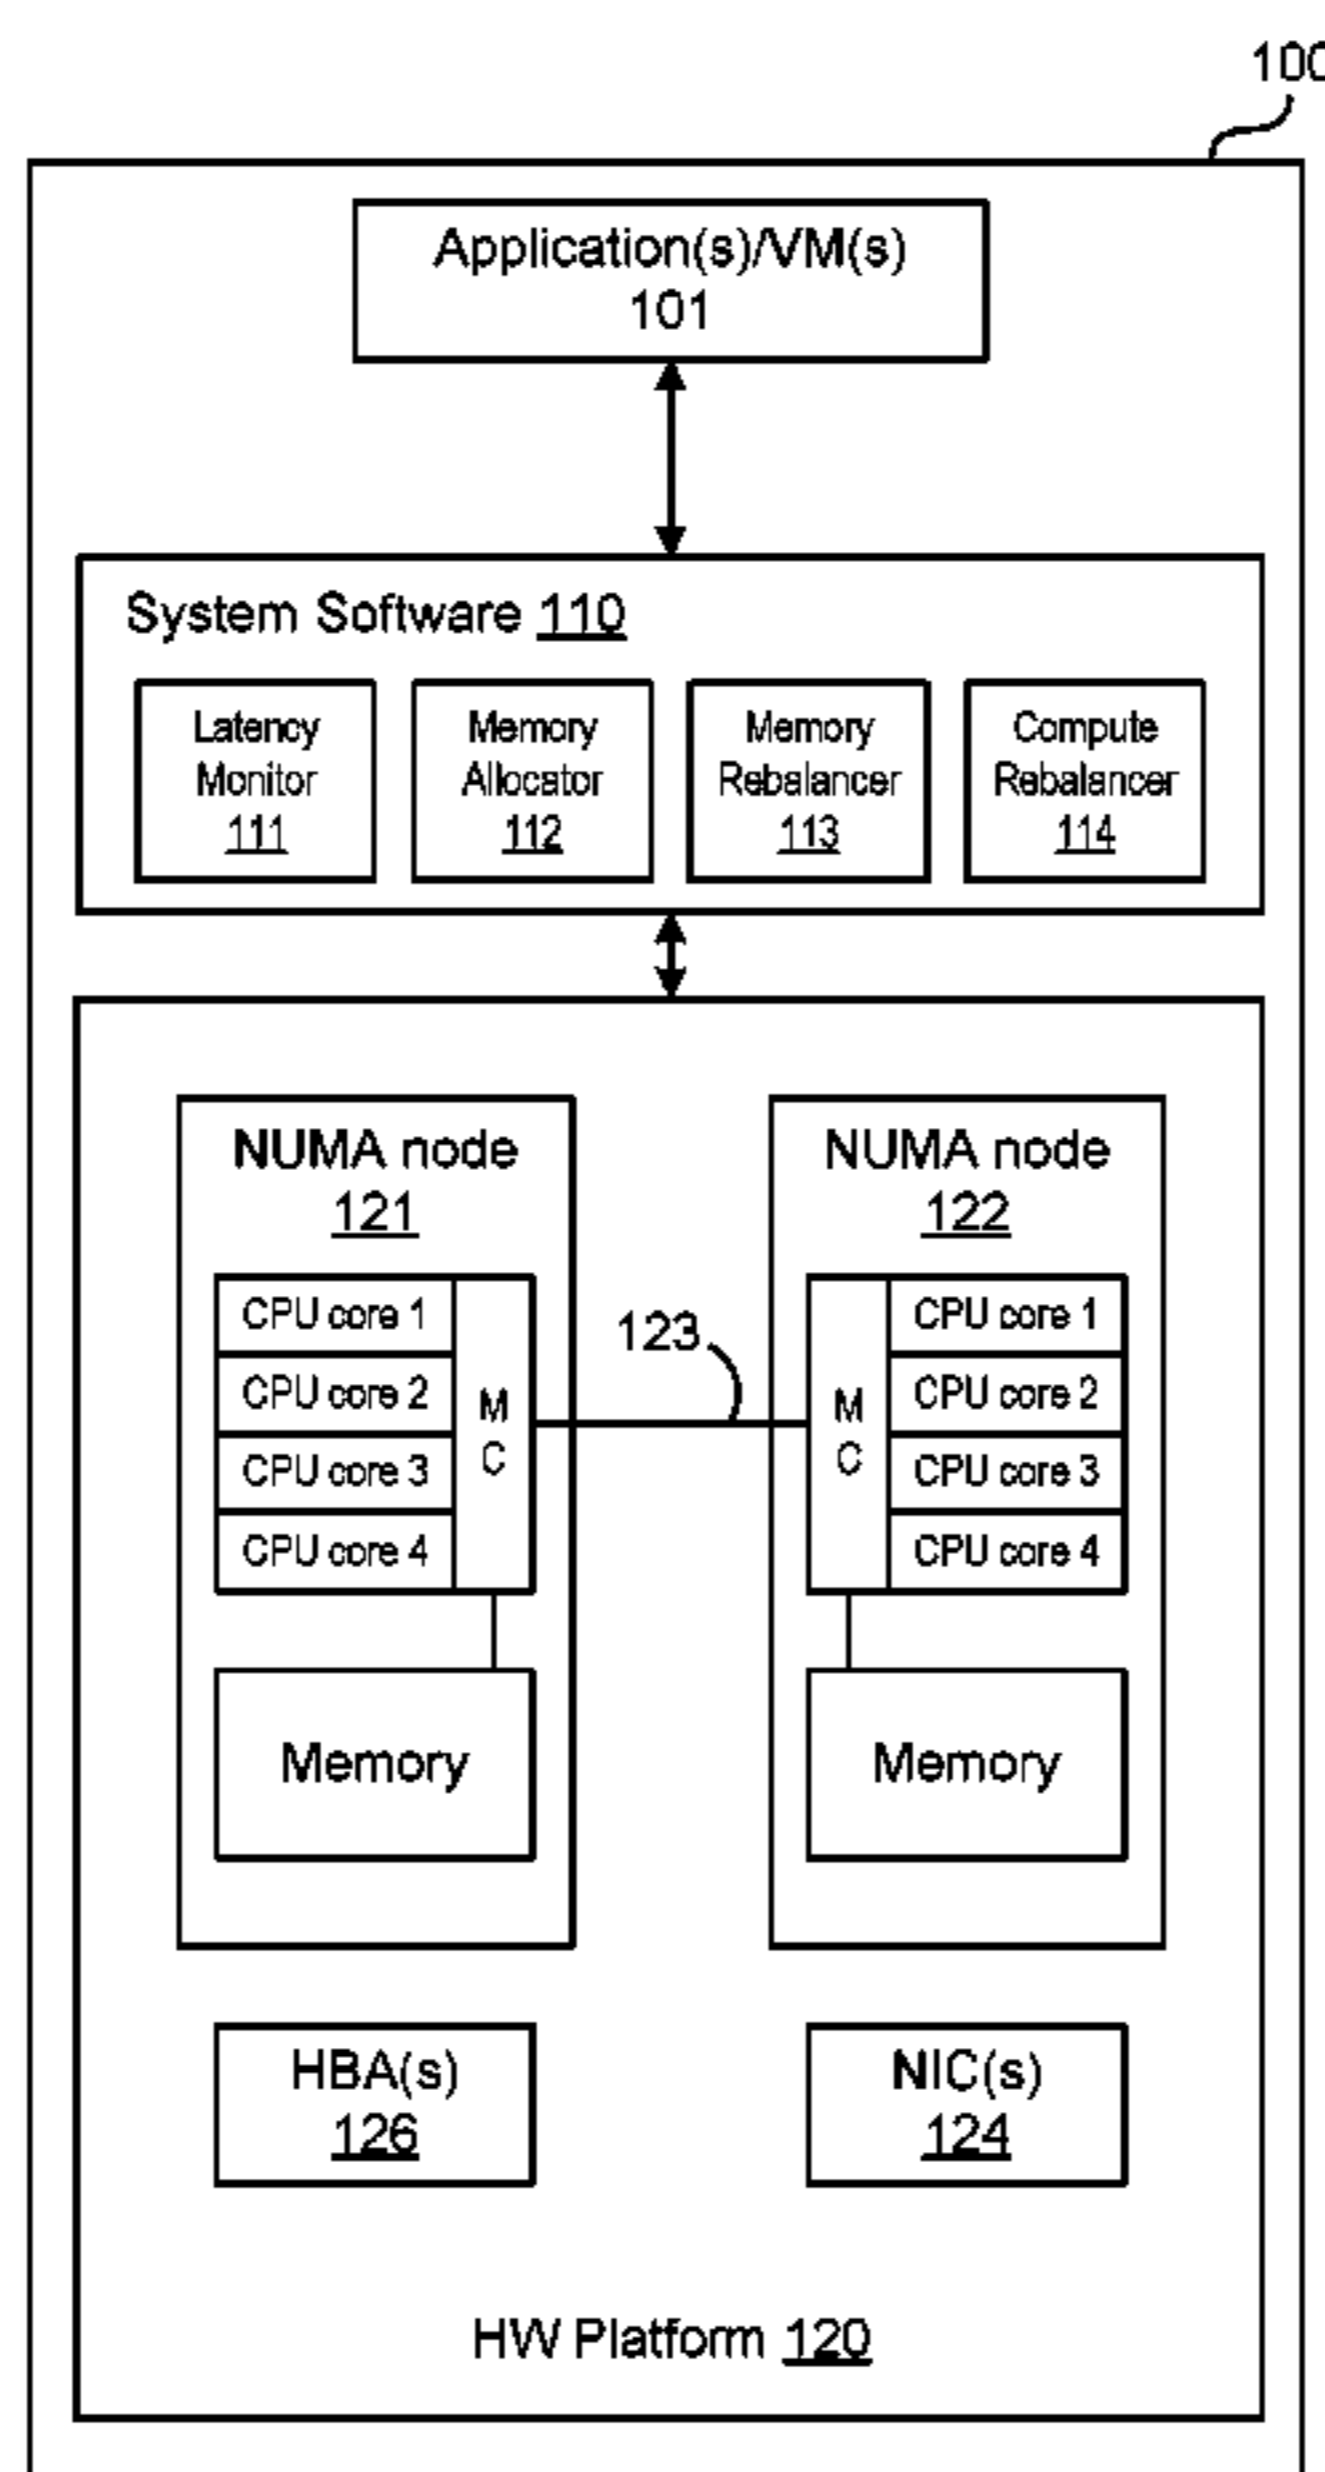 100
Application(s)/VM(s)
101
System Software 110
Latency
Monitor
111
Memory
Allocator
112
Memory
Rebalancer
113
Compute
Rebalancer
114
NUMA node
121
CPU core 1
CPU core 2
CPU core 3
CPU core 4
M
C
Memory
123
NUMA node
122
M
C
CPU core 1
CPU core 2
CPU core 3
CPU core 4
Memory
HBA(s)
126
NIC(s)
124
HW Platform 120